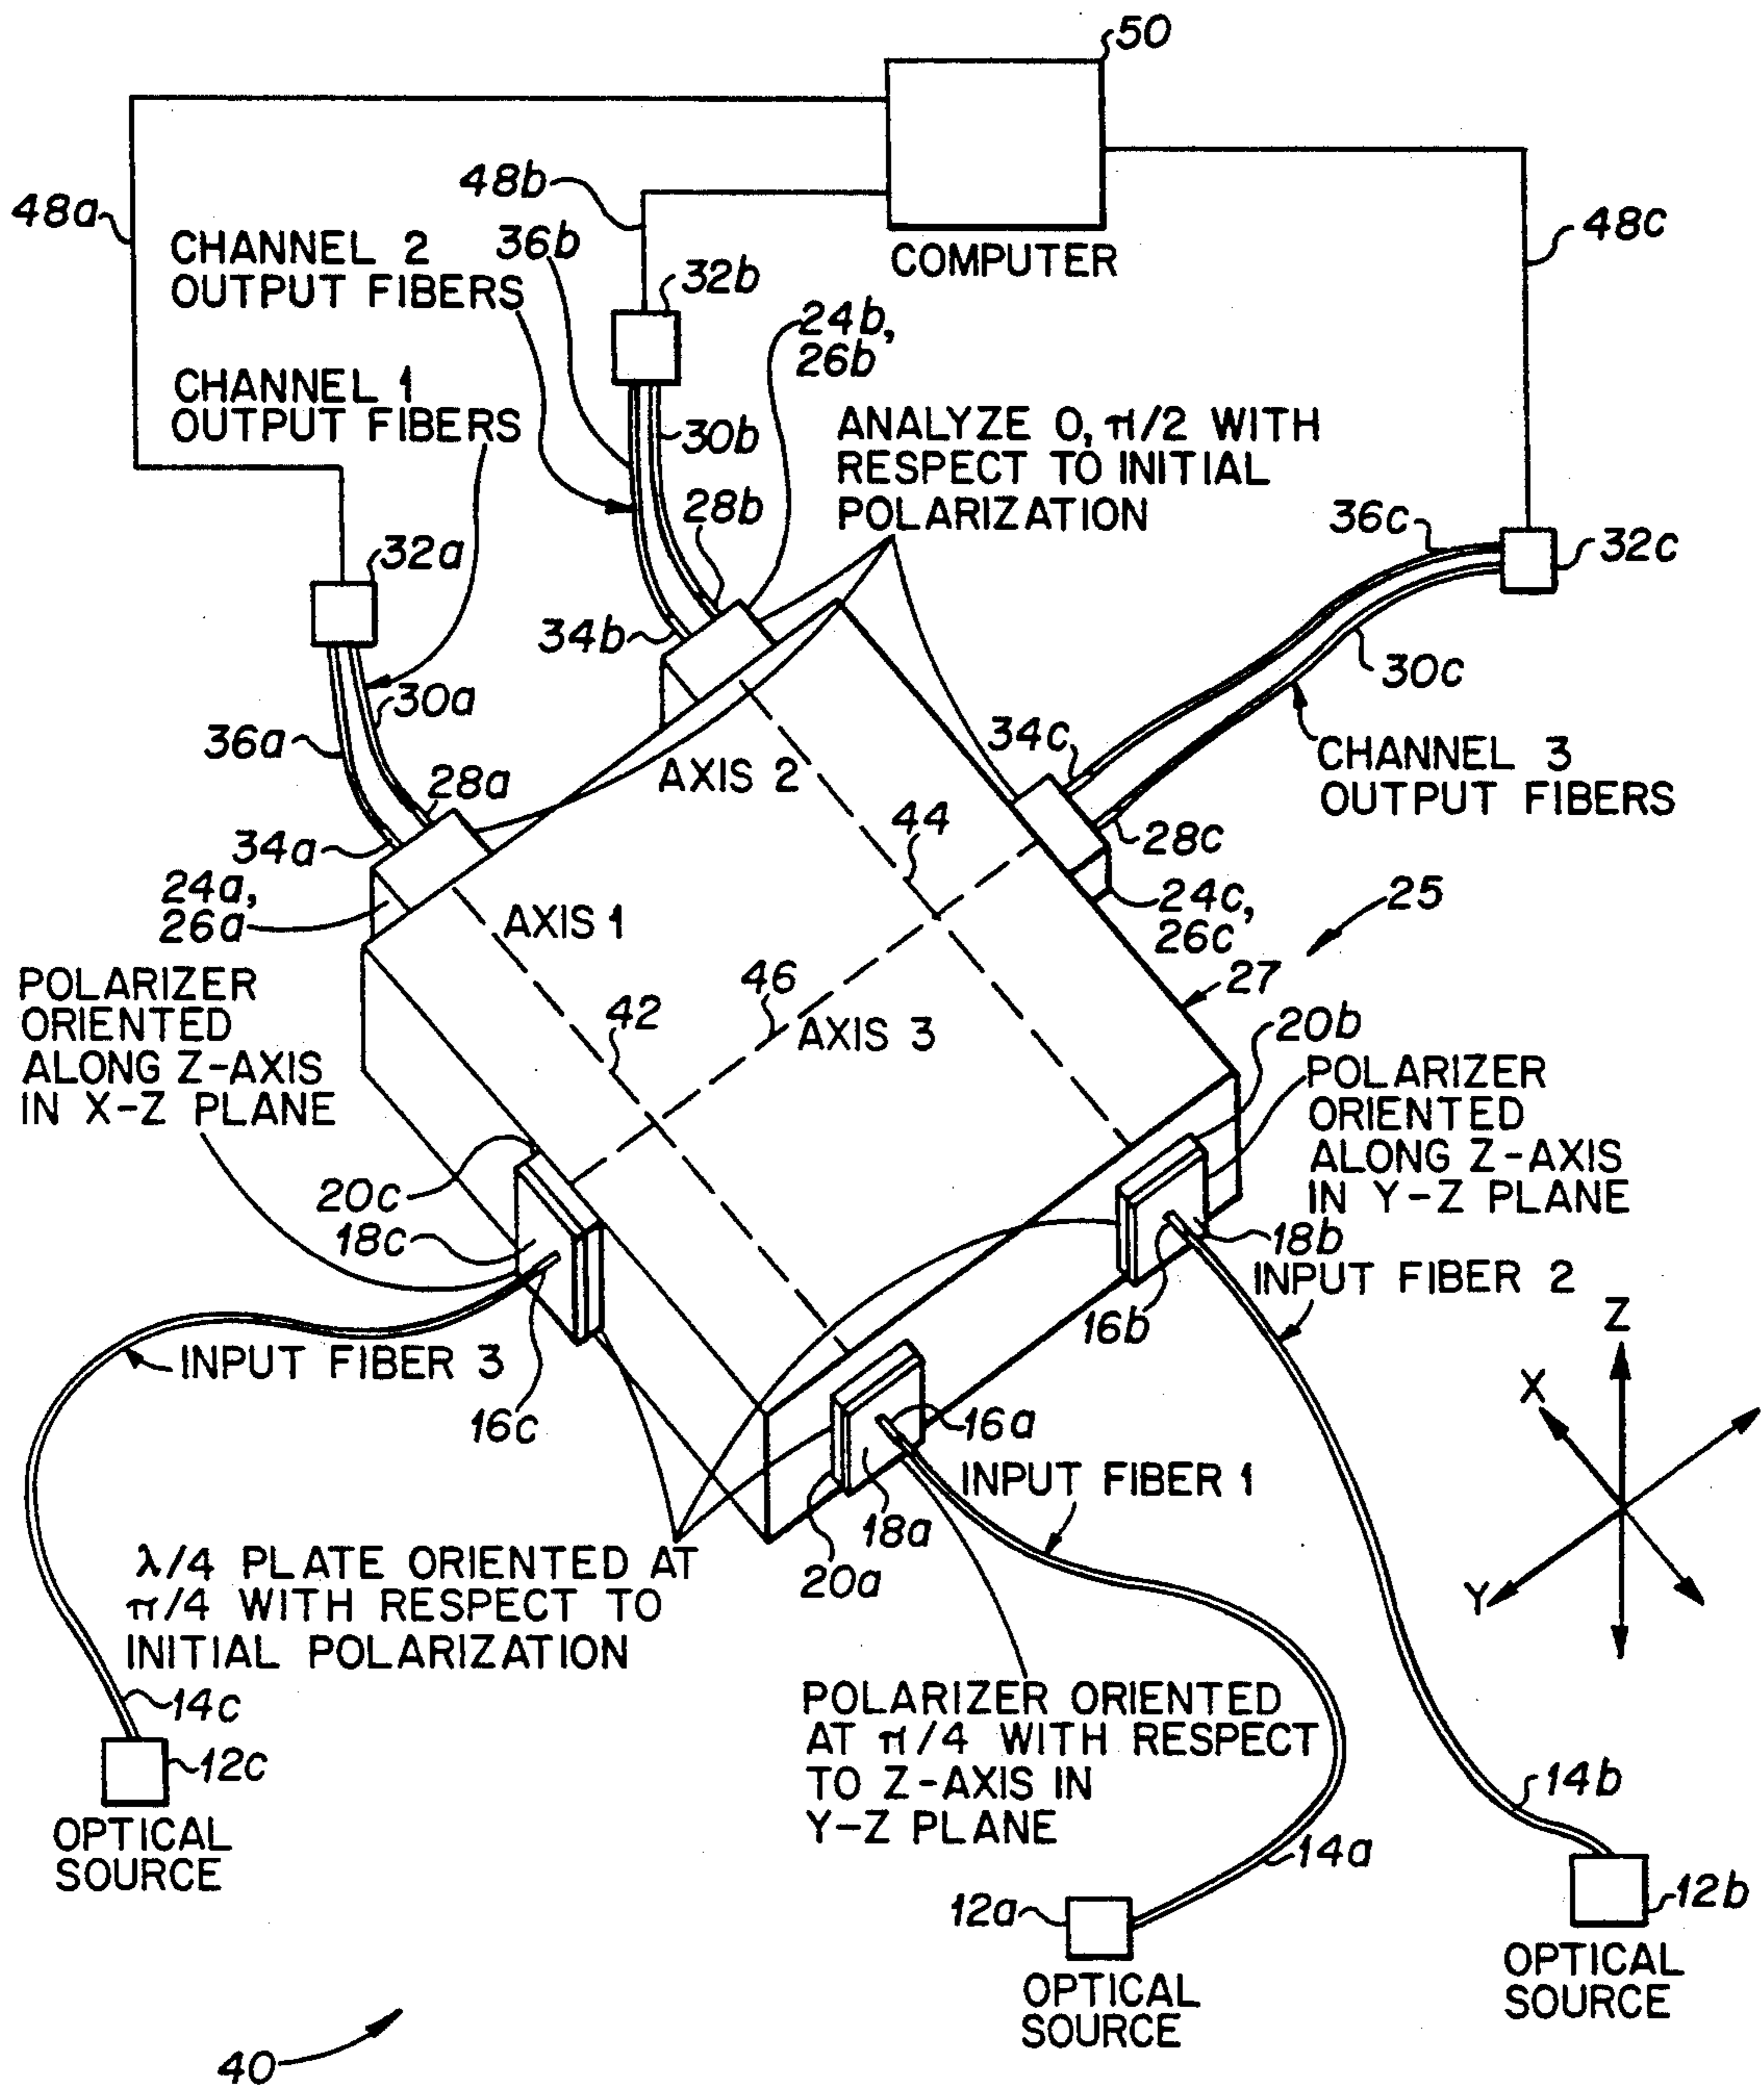 50
48a
48b
36b
48c
CHANNEL 2
OUTPUT FIBERS
COMPUTER
32b
24b,
26b
CHANNEL 1
OUTPUT FIBERS
30b
ANALYZE 0, π/2 WITH
RESPECT TO INITIAL
POLARIZATION
28b
36c
32c
32a
34b
30c
30a
36a
34c
CHANNEL 3
OUTPUT FIBERS
AXIS 2
28a
44
28c
34a
24a,
26a
24c,
26c
25
AXIS 1
POLARIZER
ORIENTED
ALONG Z-AXIS
IN X-Z PLANE
46
27
42
AXIS 3
20b
POLARIZER
ORIENTED
ALONG Z-AXIS
IN Y-Z PLANE
20c
18c
18b
INPUT FIBER 2
16b
INPUT FIBER 3
16c
16a
Z
X
Y
INPUT FIBER 1
18a
20a
λ/4 PLATE ORIENTED AT
π/4 WITH RESPECT TO
INITIAL POLARIZATION
14c
12c
OPTICAL
SOURCE
POLARIZER ORIENTED
AT π/4 WITH RESPECT
TO Z-AXIS IN
Y-Z PLANE
14a
14b
12a
OPTICAL
SOURCE
12b
OPTICAL
SOURCE
40